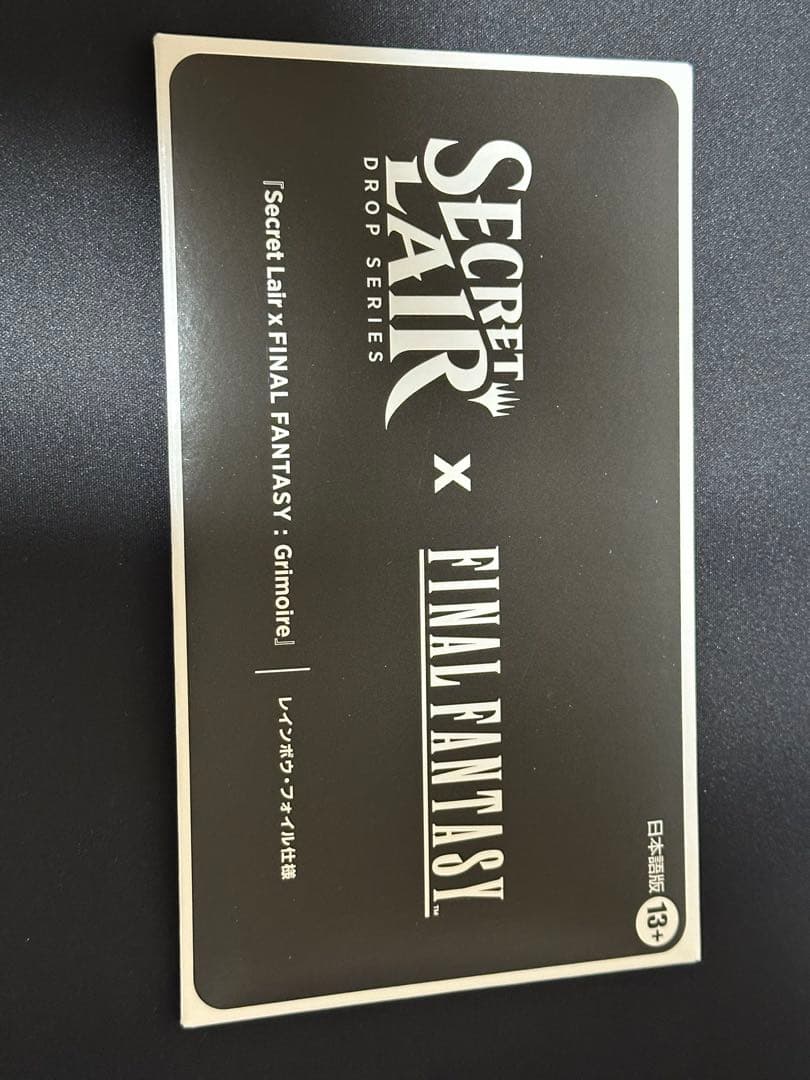 日本語版 13+
SECRET
LAIR
DROP SERIES
x
FINAL FANTASY™
『Secret Lair x FINAL FANTASY : Grimoire』 | レインボウ・フォイル仕様